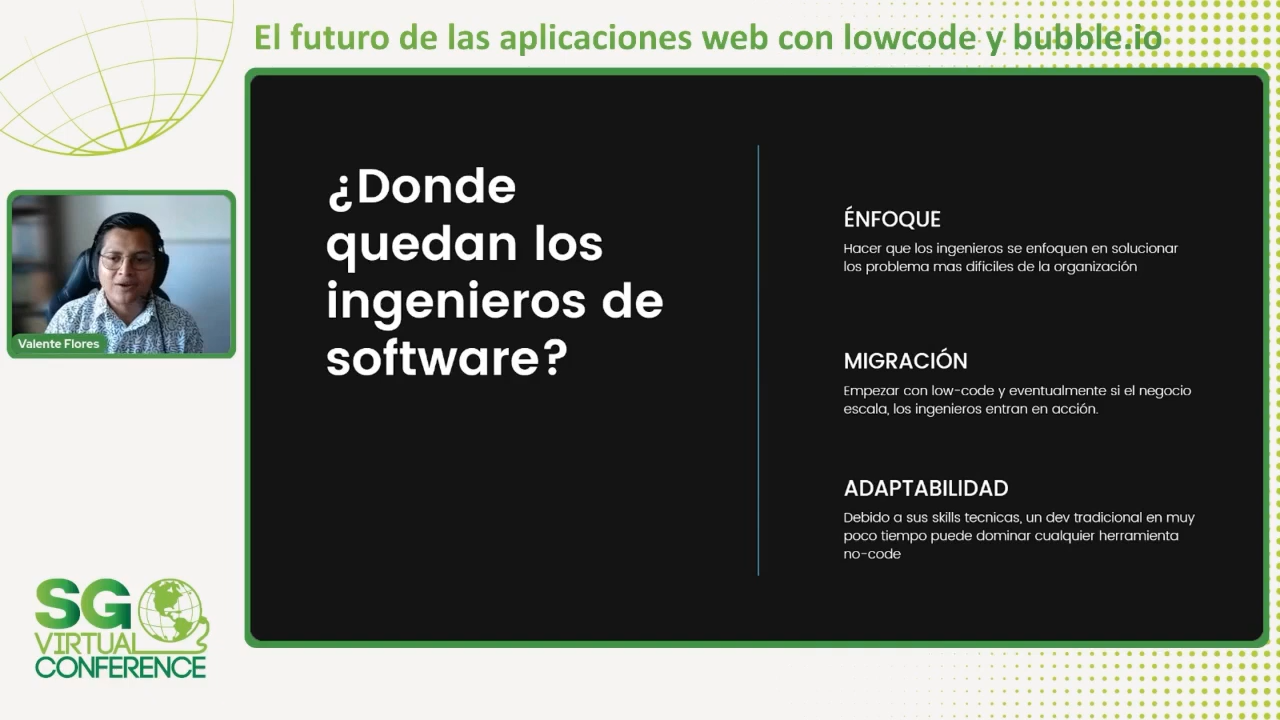 El futuro de las aplicaciones web con lowcode y bubble.io
¿Donde
quedan los
ingenieros de
software?
ÉNFOQUE
Hacer que los ingenieros se enfoquen en solucionar
los problema mas dificiles de la organización
MIGRACIÓN
Empezar con low-code y eventualmente si el negocio
escala, los ingenieros entran en acción.
ADAPTABILIDAD
Debido a sus skills tecnicas, un dev tradicional en muy
poco tiempo puede dominar cualquier herramienta
no-code
Valente Flores
SG
VIRTUAL
CONFERENCE